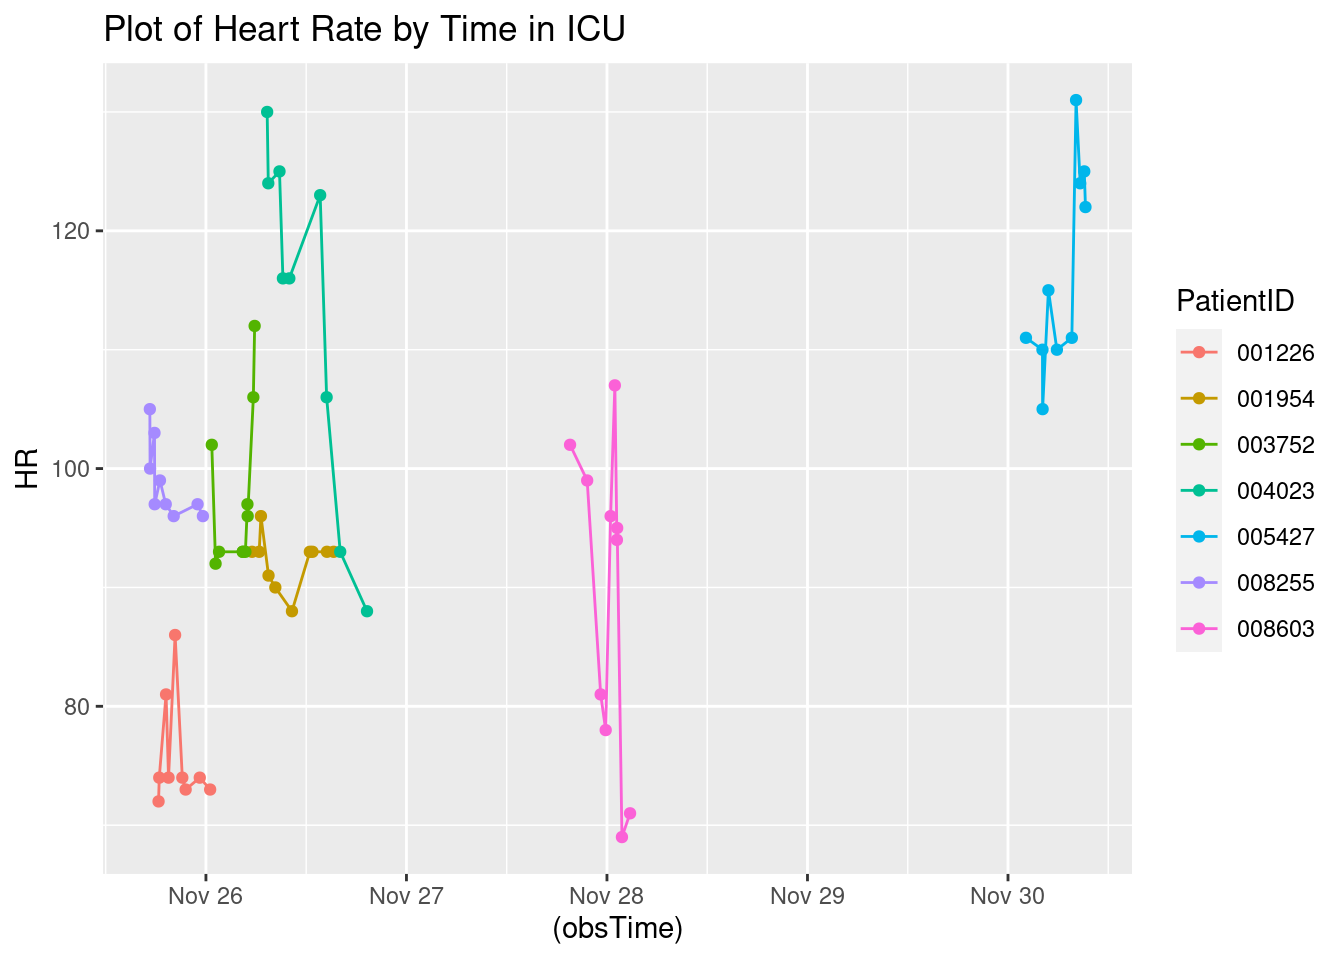 Plot of Heart Rate by Time in ICU
120
100
80
HR
Nov 26
Nov 27
Nov 28
Nov 29
Nov 30
(obsTime)
PatientID
001226
001954
003752
004023
005427
008255
008603